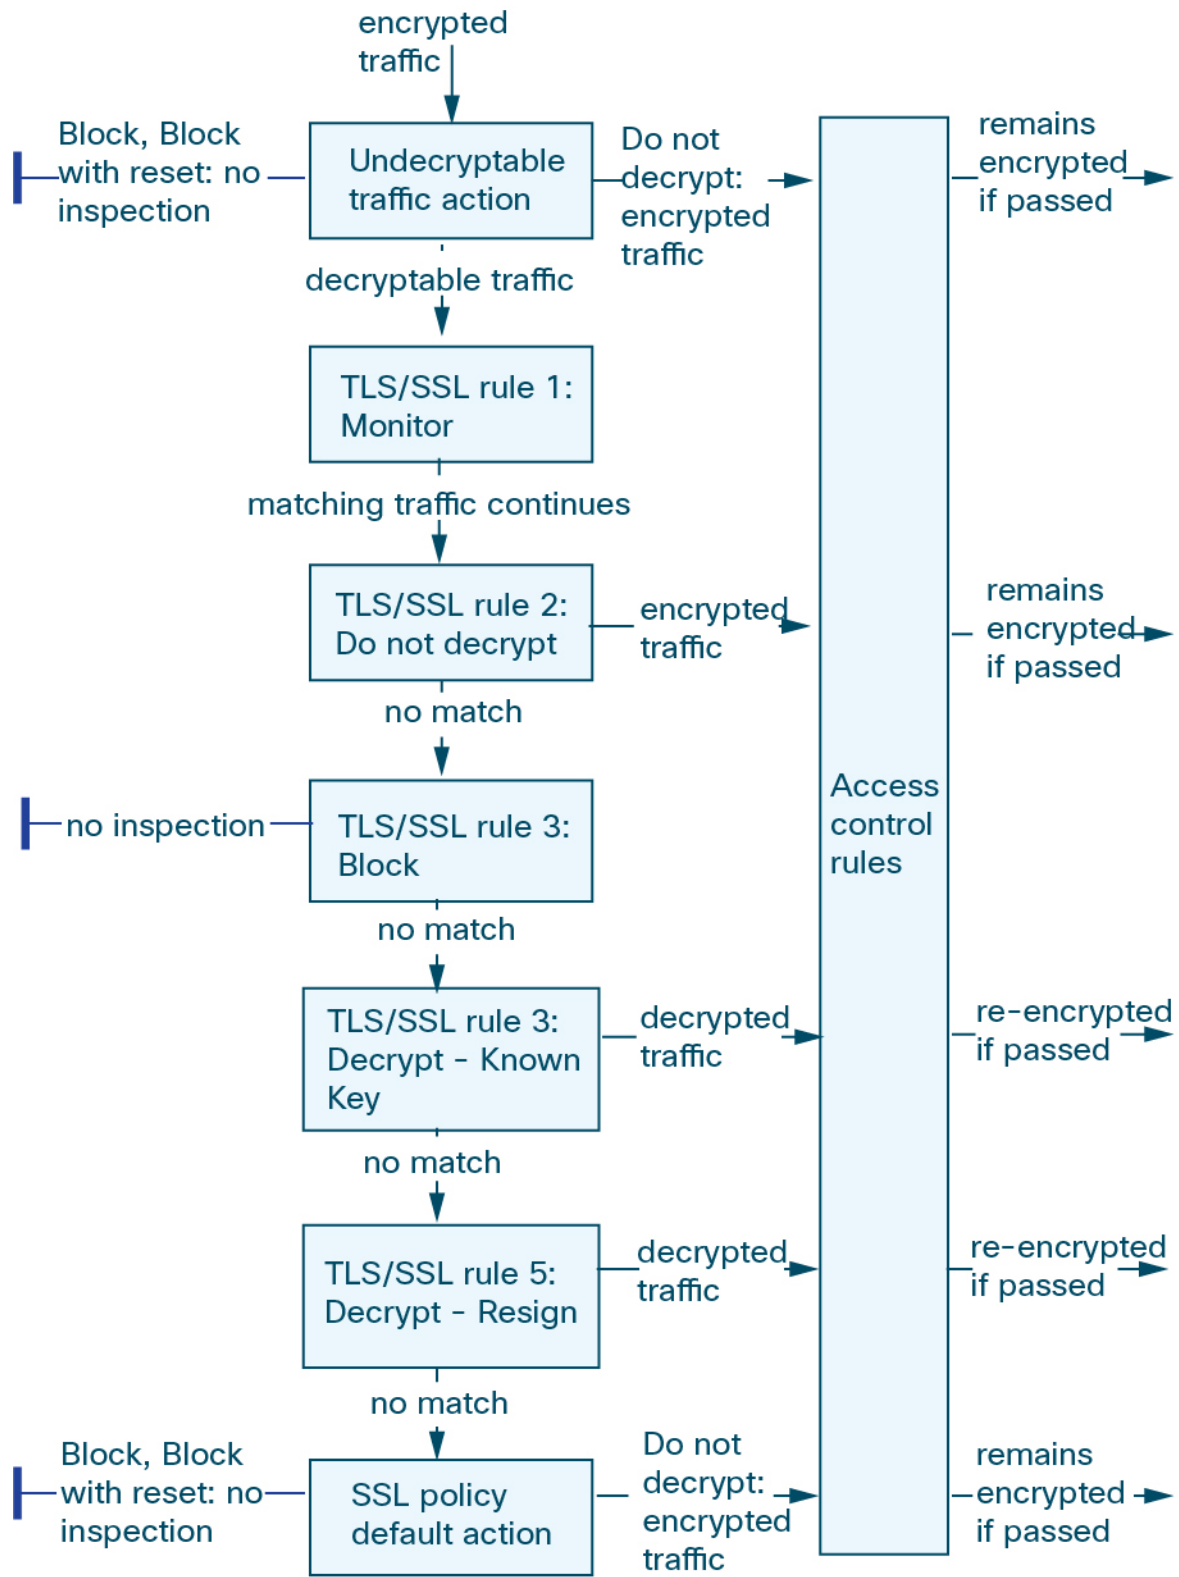 encrypted
traffic
Block, Block
with reset: no
inspection
Undecryptable
traffic action
Do not
decrypt:
encrypted
traffic
remains
encrypted
if passed
decryptable traffic
TLS/SSL rule 1:
Monitor
matching traffic continues
TLS/SSL rule 2:
Do not decrypt
encrypted
traffic
remains
encrypted
if passed
no match
Access
control
rules
no inspection
TLS/SSL rule 3:
Block
no match
TLS/SSL rule 3:
Decrypt - Known
Key
decrypted
traffic
re-encrypted
if passed
no match
TLS/SSL rule 5:
Decrypt - Resign
decrypted
traffic
re-encrypted
if passed
no match
Block, Block
with reset: no
inspection
SSL policy
default action
Do not
decrypt:
encrypted
traffic
remains
encrypted
if passed